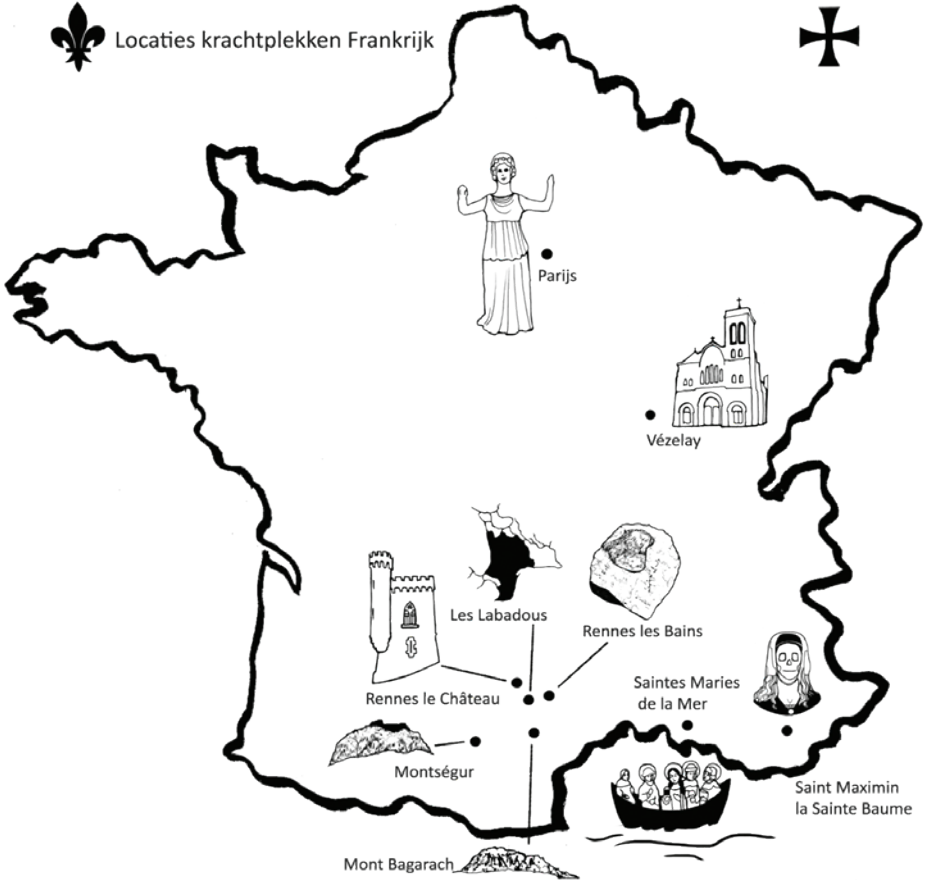 Locaties krachtplekken Frankrijk
Parijs
Vézelay
Les Labadous
Rennes les Bains
Rennes le Château
Saintes Maries
de la Mer
Montségur
Saint Maximin
la Sainte Baume
Mont Bagarach